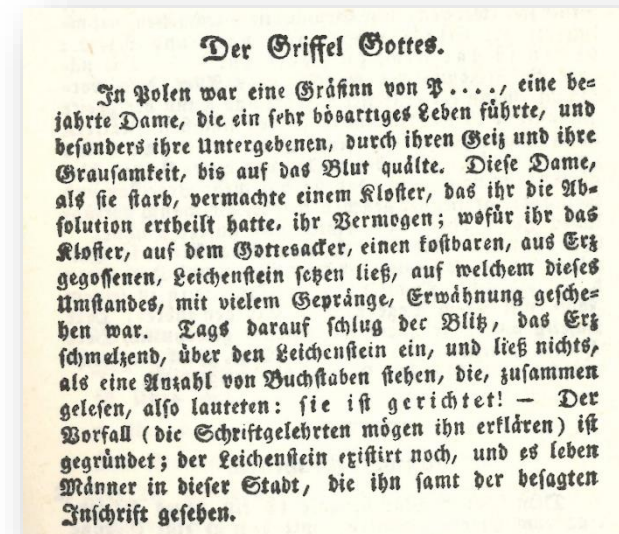 Der Griffel Gottes.
In Polen war eine Gräfinn von P...., eine be=
jahrte Dame, die ein sehr bösartiges Leben führte, und
besonders ihre Untergebenen, durch ihren Geiz und ihre
Grausamkeit, bis auf das Blut quälte. Diese Dame,
als sie starb, vermachte einem Kloster, das ihr die Ab=
solution ertheilt hatte, ihr Vermögen; wofür ihr das
Kloster, auf dem Gottesacker, einen kostbaren, aus Erz
gegossenen, Leichenstein setzen ließ, auf welchem dieses
Umstandes, mit vielem Gepränge, Erwähnung gesche=
hen war. Tags darauf schlug der Blitz, das Erz
schmelzend, über den Leichenstein ein, und ließ nichts,
als eine Anzahl von Buchstaben stehen, die, zusammen
gelesen, also lauteten: sie ist gerichtet! — Der
Vorfall (die Schriftgelehrten mögen ihn erklären) ist
gegründet; der Leichenstein existirt noch, und es leben
Männer in dieser Stadt, die ihn samt der besagten
Inschrift gesehen.